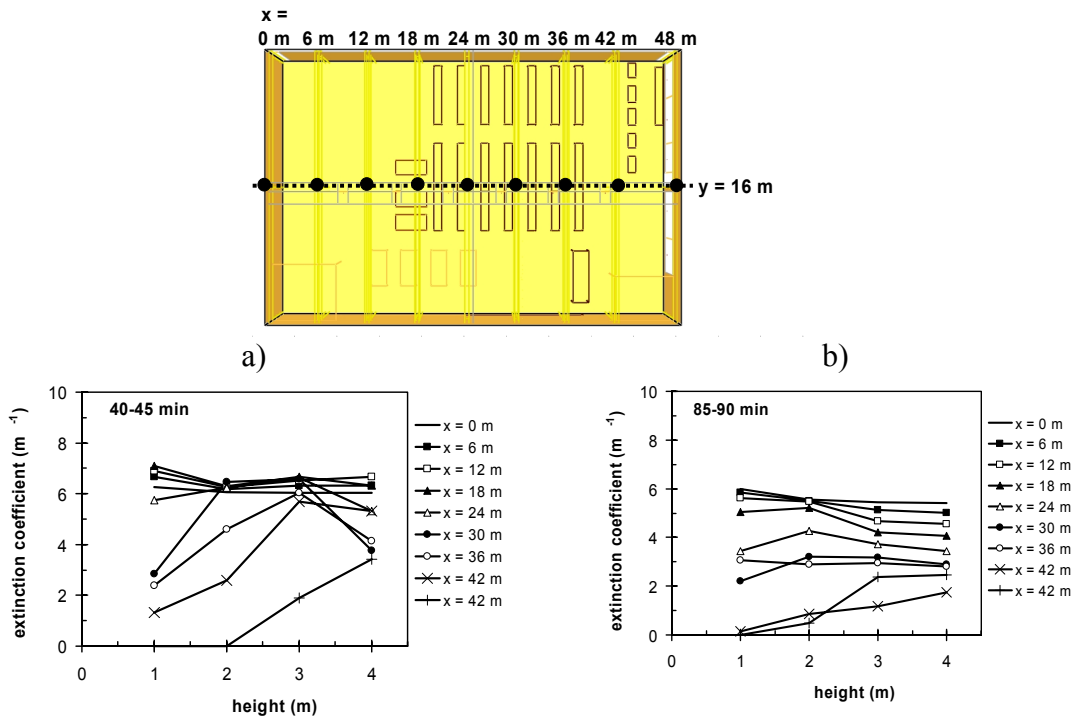 x =
0 m 6 m 12 m 18 m 24 m 30 m 36 m 42 m 48 m
y = 16 m
a)
b)
40-45 min
extinction coefficient (m -1)
10
8
6
4
2
0
0 1 2 3 4
height (m)
x = 0 m
x = 6 m
x = 12 m
x = 18 m
x = 24 m
x = 30 m
x = 36 m
x = 42 m
x = 42 m
85-90 min
extinction coefficient (m -1)
10
8
6
4
2
0
0 1 2 3 4
height (m)
x = 0 m
x = 6 m
x = 12 m
x = 18 m
x = 24 m
x = 30 m
x = 36 m
x = 42 m
x = 42 m